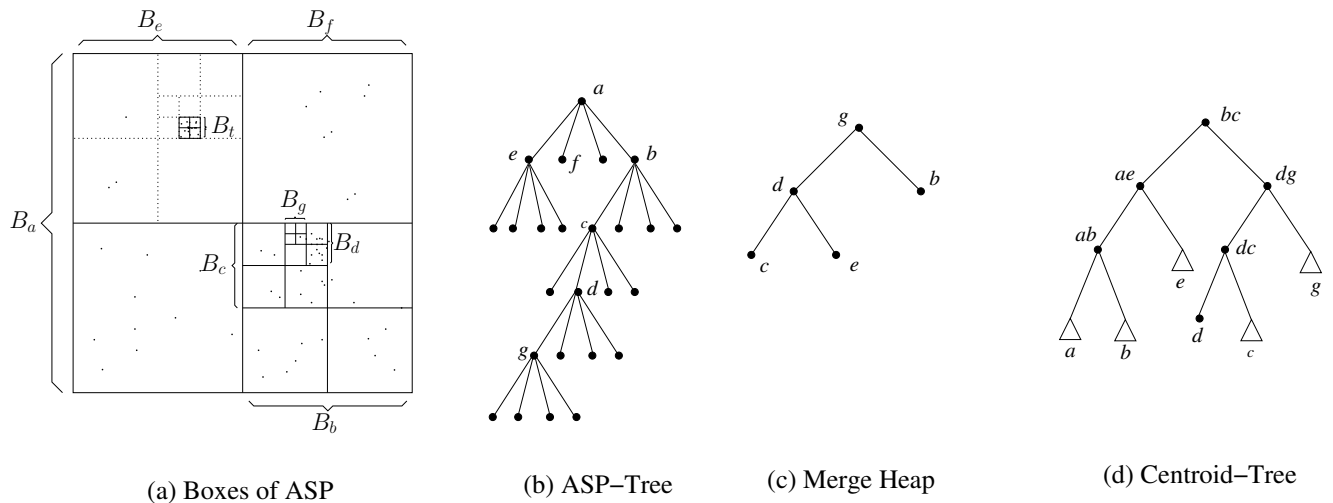 B_e B_f
B_a
B_t
B_g
B_d
B_c
B_b
(a) Boxes of ASP
a
e f b
c
d
g
(b) ASP–Tree
g
d b
c e
(c) Merge Heap
bc
ae dg
ab e dc g
a b d c
(d) Centroid–Tree